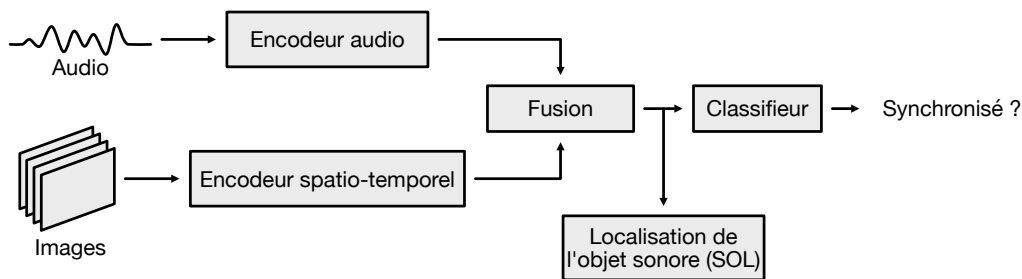 Audio
Encodeur audio
Fusion
Classifieur
Synchronisé ?
Images
Encodeur spatio-temporel
Localisation de
l'objet sonore (SOL)